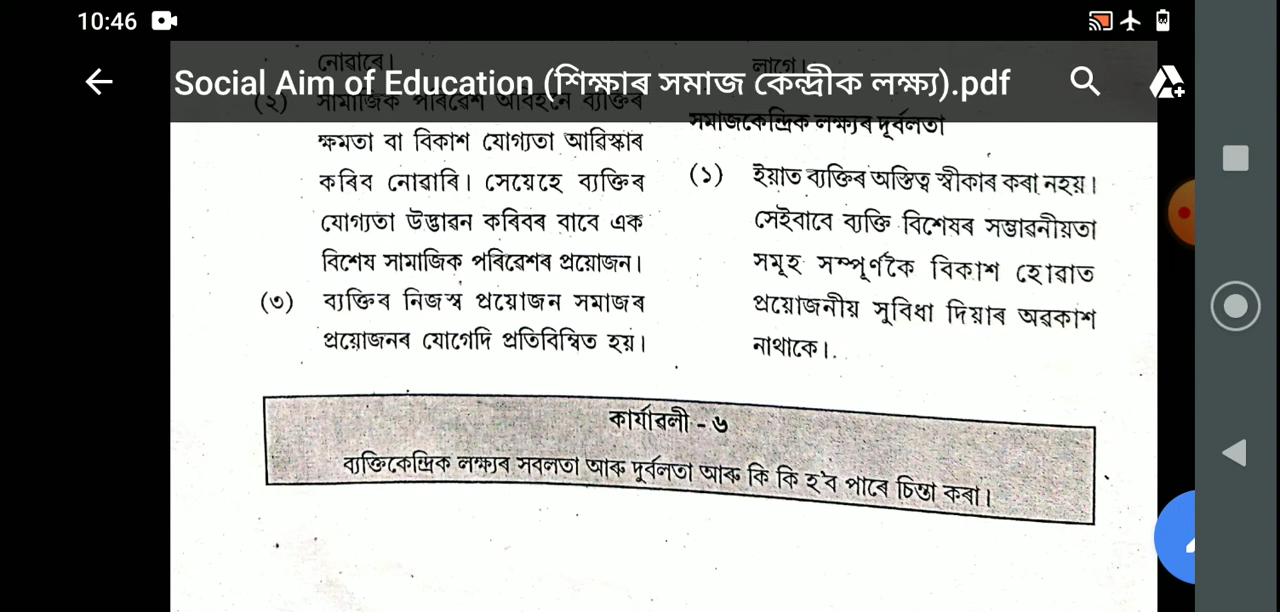 10:46
Social Aim of Education (শিক্ষাৰ সমাজ কেন্দ্ৰীক লক্ষ্য).pdf
নোৱাৰে।
(২) সামাজিক পৰিৱেশ অবিহনে ব্যক্তিৰ
ক্ষমতা বা বিকাশ যোগ্যতা আৱিস্কাৰ
কৰিব নোৱাৰি। সেয়েহে ব্যক্তিৰ
যোগ্যতা উদ্ভাৱন কৰিবৰ বাবে এক
বিশেষ সামাজিক পৰিৱেশৰ প্ৰয়োজন।
(৩) ব্যক্তিৰ নিজস্ব প্ৰয়োজন সমাজৰ
প্ৰয়োজনৰ যোগেদি প্ৰতিবিম্বিত হয়।
লাগে।
সমাজকেন্দ্ৰিক লক্ষ্যৰ দূৰ্বলতা
(১) ইয়াত ব্যক্তিৰ অস্তিত্ব স্বীকাৰ কৰা নহয়।
সেইবাবে ব্যক্তি বিশেষৰ সম্ভাৱনীয়তা
সমূহ সম্পূৰ্ণকৈ বিকাশ হোৱাত
প্ৰয়োজনীয় সুবিধা দিয়াৰ অৱকাশ
নাথাকে।
কাৰ্যাৱলী - ৬
ব্যক্তিকেন্দ্ৰিক লক্ষ্যৰ সবলতা আৰু দুৰ্বলতা আৰু কি কি হ'ব পাৰে চিন্তা কৰা।